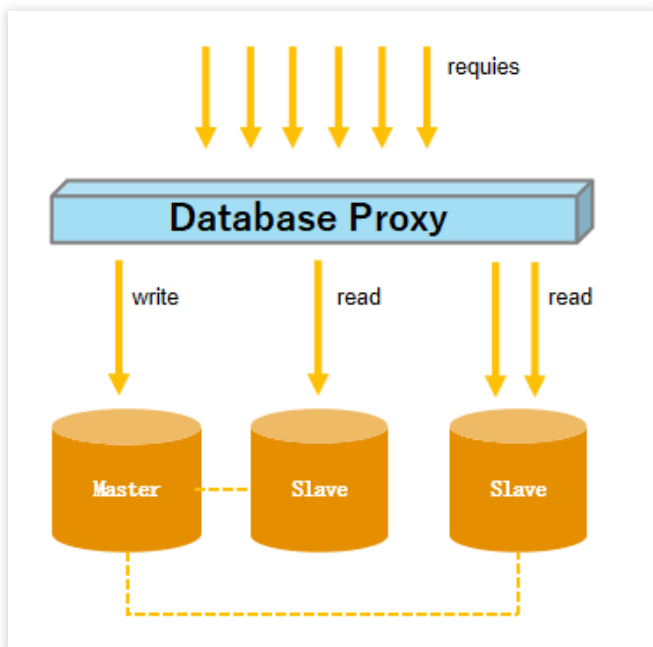 requies
Database Proxy
write
read
read
Master
Slave
Slave